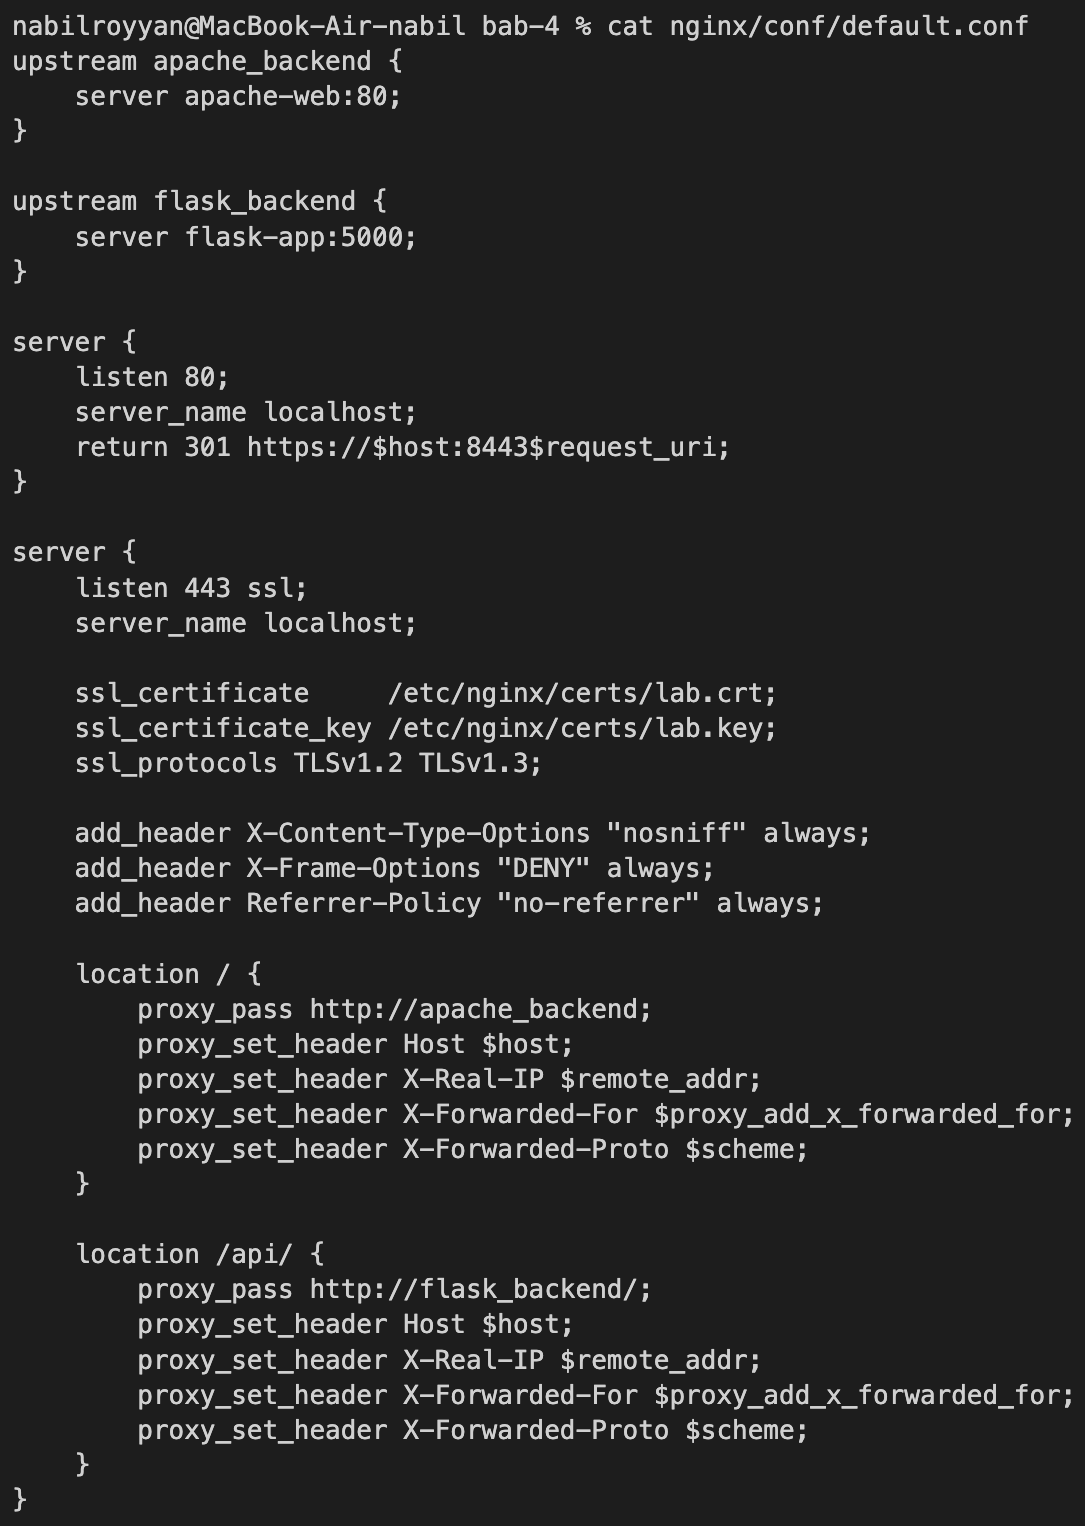 nabilroyyan@MacBook-Air-nabil bab-4 % cat nginx/conf/default.conf
upstream apache_backend {
    server apache-web:80;
}

upstream flask_backend {
    server flask-app:5000;
}

server {
    listen 80;
    server_name localhost;
    return 301 https://$host:8443$request_uri;
}

server {
    listen 443 ssl;
    server_name localhost;

    ssl_certificate     /etc/nginx/certs/lab.crt;
    ssl_certificate_key /etc/nginx/certs/lab.key;
    ssl_protocols TLSv1.2 TLSv1.3;

    add_header X-Content-Type-Options "nosniff" always;
    add_header X-Frame-Options "DENY" always;
    add_header Referrer-Policy "no-referrer" always;

    location / {
        proxy_pass http://apache_backend;
        proxy_set_header Host $host;
        proxy_set_header X-Real-IP $remote_addr;
        proxy_set_header X-Forwarded-For $proxy_add_x_forwarded_for;
        proxy_set_header X-Forwarded-Proto $scheme;
    }

    location /api/ {
        proxy_pass http://flask_backend/;
        proxy_set_header Host $host;
        proxy_set_header X-Real-IP $remote_addr;
        proxy_set_header X-Forwarded-For $proxy_add_x_forwarded_for;
        proxy_set_header X-Forwarded-Proto $scheme;
    }
}